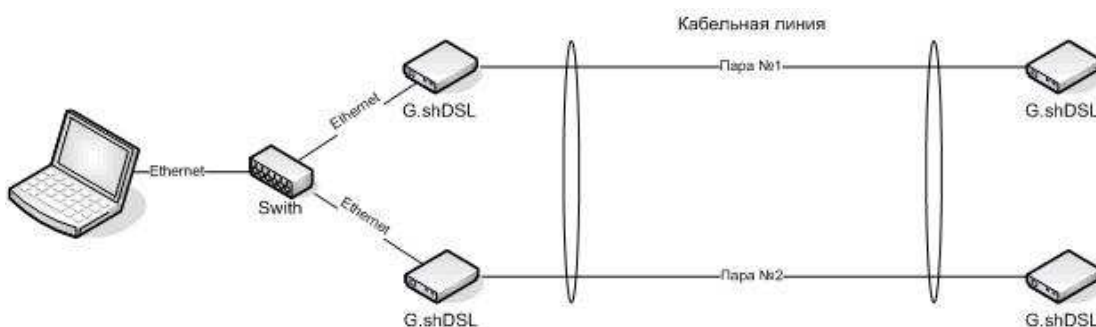 Кабельная линия
Пара №1
G.shDSL
G.shDSL
Ethernet
Ethernet
Swith
Ethernet
Пара №2
G.shDSL
G.shDSL